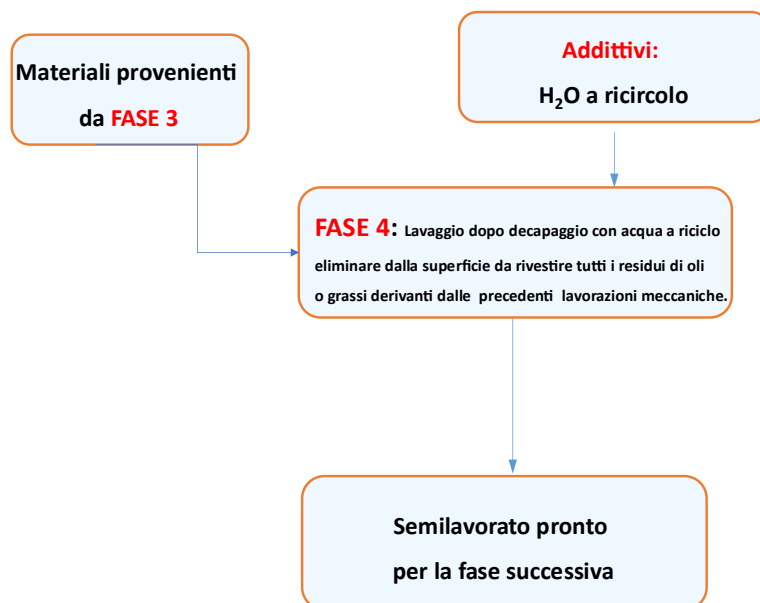 Materiali provenienti
da FASE 3
Addittivi:
H₂O a ricircolo
FASE 4: Lavaggio dopo decapaggio con acqua a riciclo
eliminare dalla superficie da rivestire tutti i residui di oli
o grassi derivanti dalle precedenti lavorazioni meccaniche.
Semilavorato pronto
per la fase successiva